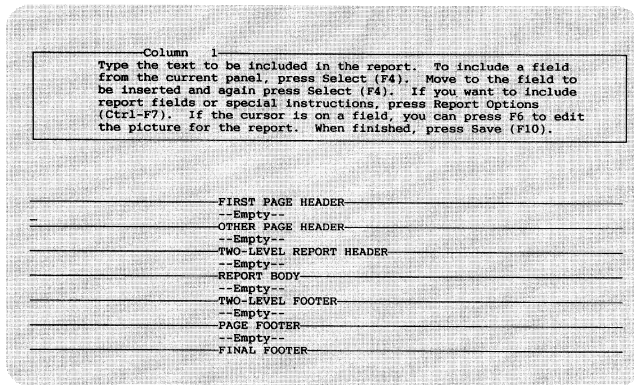 Column 1
Type the text to be included in the report. To include a field
from the current panel, press Select (F4). Move to the field to
be inserted and again press Select (F4). If you want to include
report fields or special instructions, press Report Options
(Ctrl-F7). If the cursor is on a field, you can press F6 to edit
the picture for the report. When finished, press Save (F10).
FIRST PAGE HEADER
--Empty--
OTHER PAGE HEADER
--Empty--
TWO-LEVEL REPORT HEADER
--Empty--
REPORT BODY
--Empty--
TWO-LEVEL FOOTER
--Empty--
PAGE FOOTER
--Empty--
FINAL FOOTER